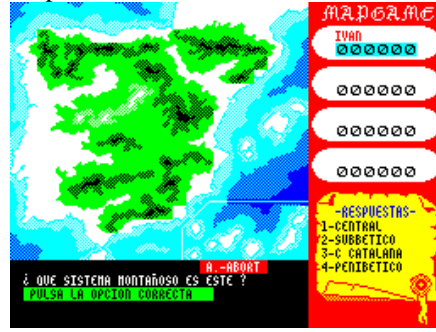 MAPGAME
IVAN
000000
000000
000000
000000
-RESPUESTAS-
1-CENTRAL
2-SUBBETICO
3-C CATALANA
4-PENIBETICO
A.-ABORT
¿ QUE SISTEMA MONTAÑOSO ES ESTE ?
PULSA LA OPCION CORRECTA